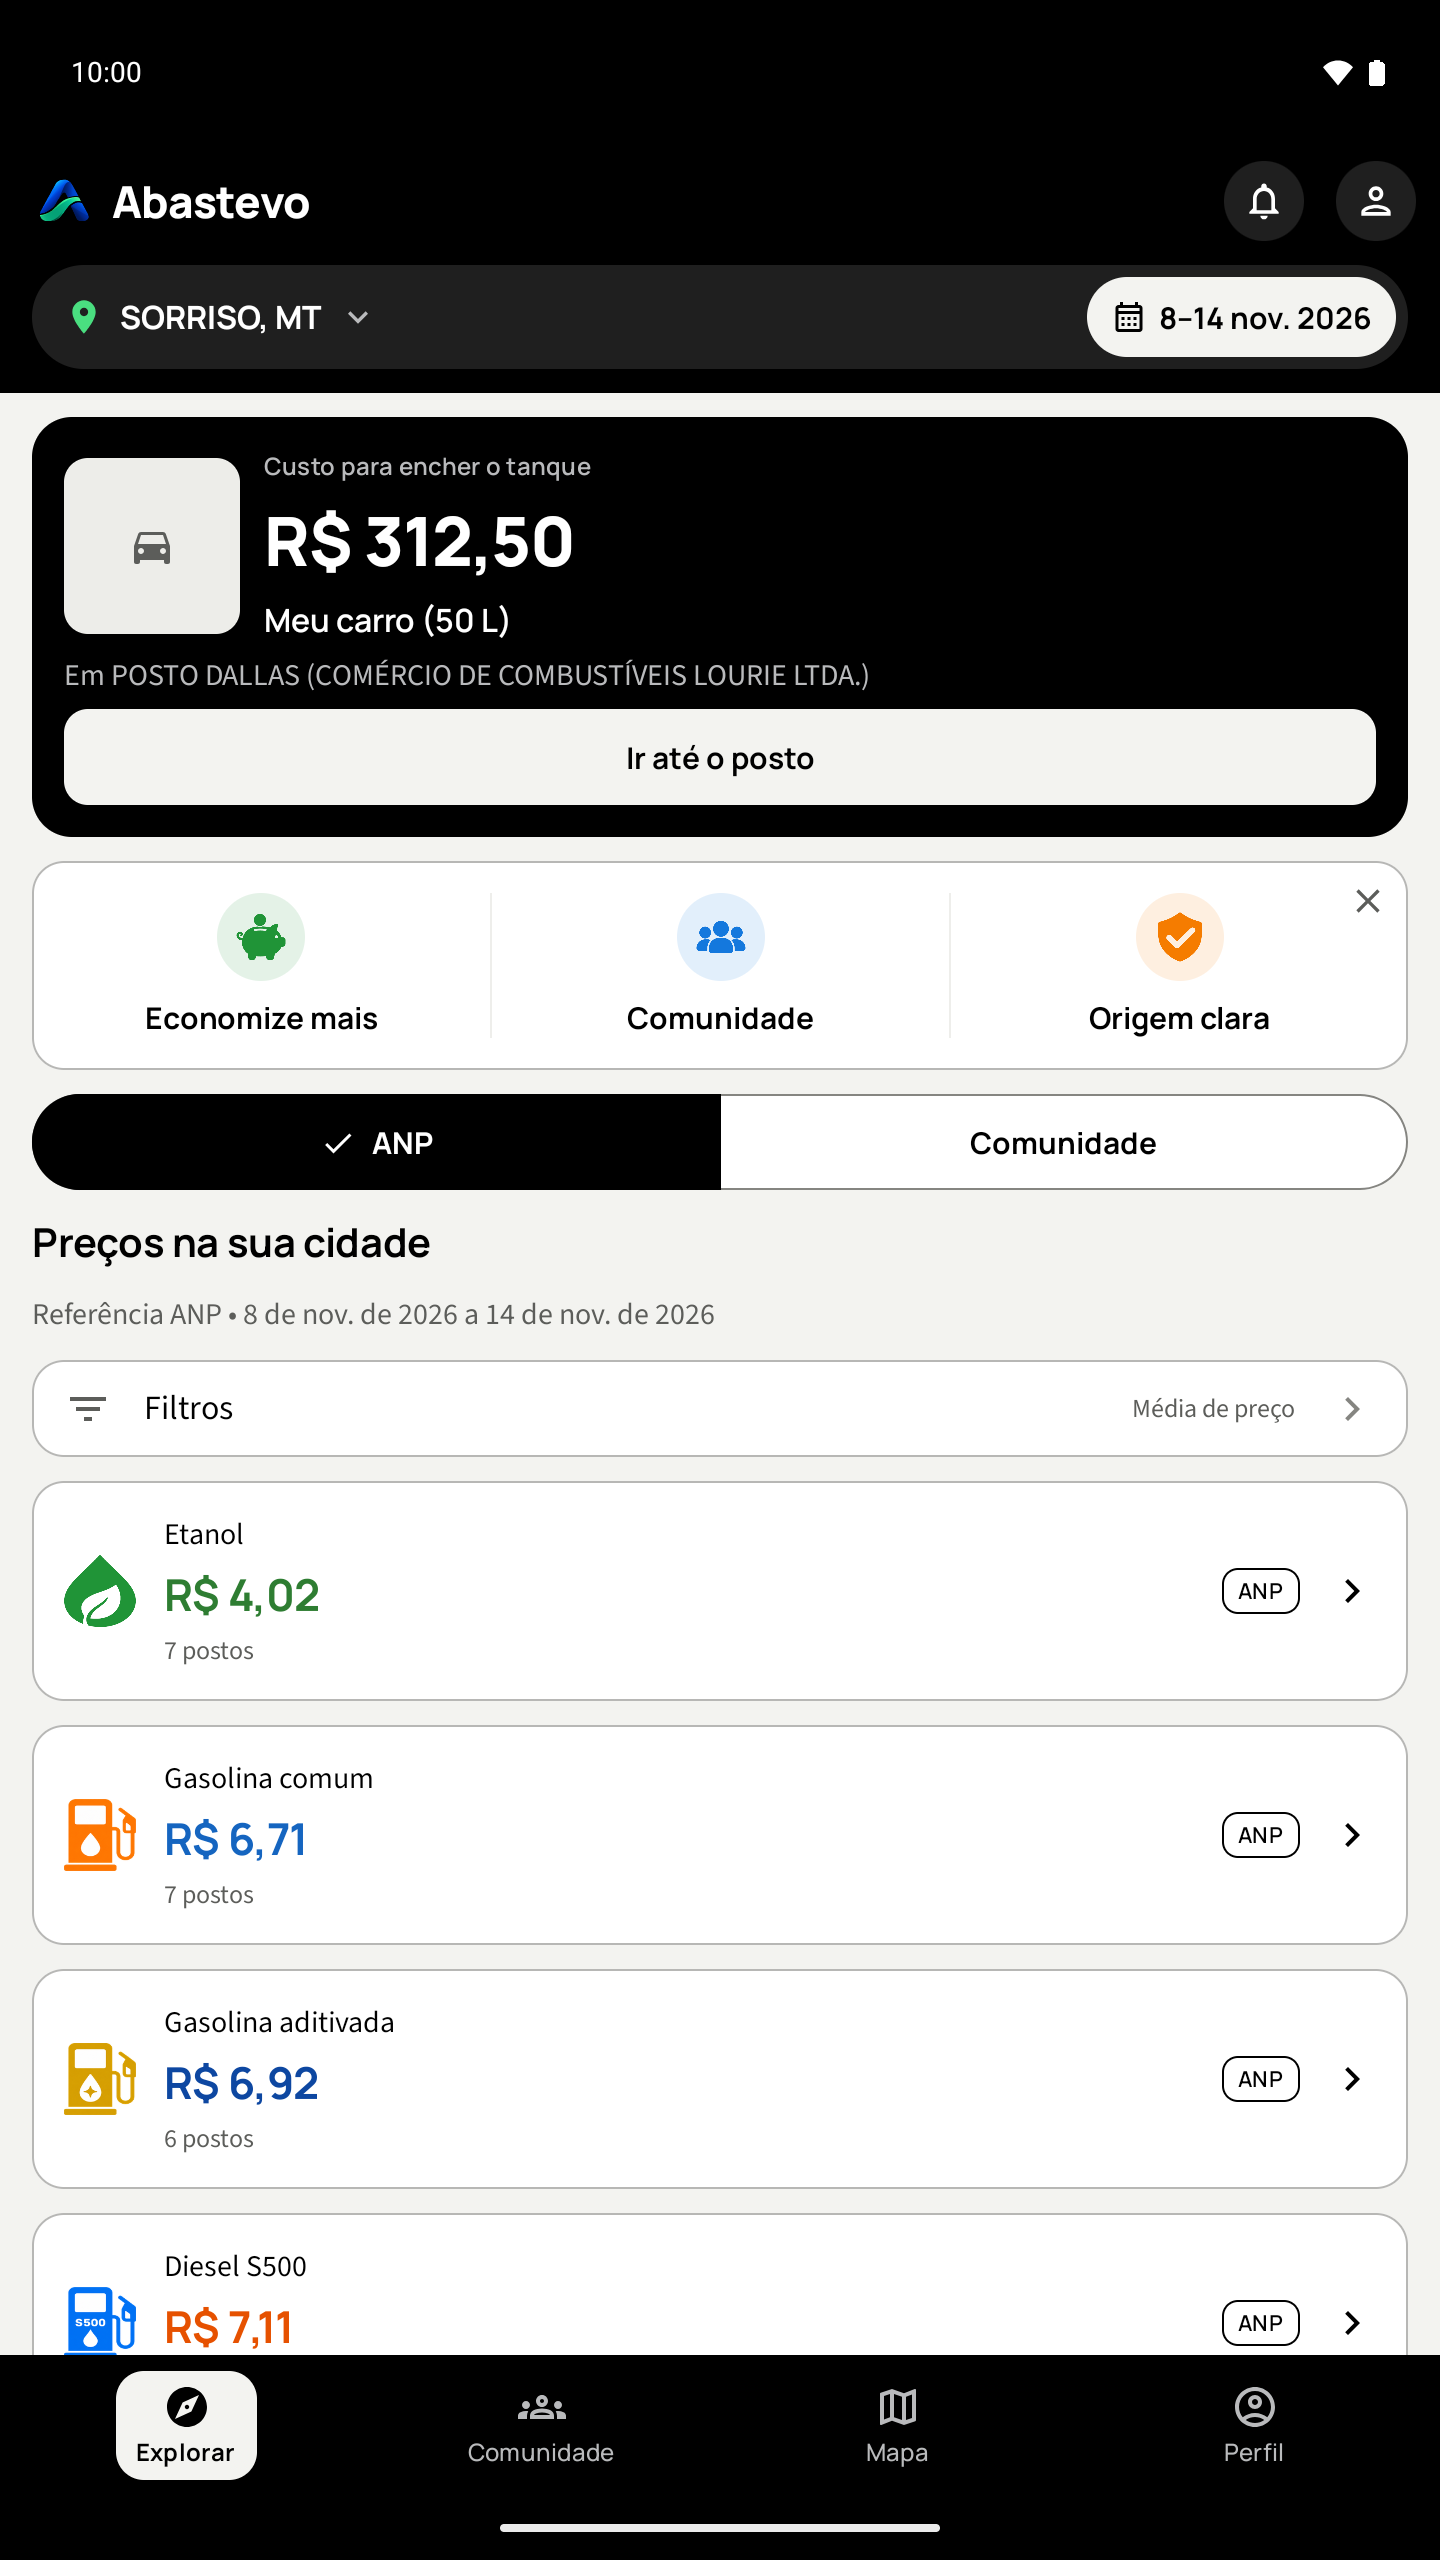 10:00
Abastevo
SORRISO, MT
8–14 nov. 2026
Custo para encher o tanque
R$ 312,50
Meu carro (50 L)
Em POSTO DALLAS (COMÉRCIO DE COMBUSTÍVEIS LOURIE LTDA.)
Ir até o posto
Economize mais
Comunidade
Origem clara
ANP
Comunidade
Preços na sua cidade
Referência ANP • 8 de nov. de 2026 a 14 de nov. de 2026
Filtros
Média de preço
Etanol
R$ 4,02
7 postos
ANP
Gasolina comum
R$ 6,71
7 postos
ANP
Gasolina aditivada
R$ 6,92
6 postos
ANP
Diesel S500
S500
R$ 7,11
ANP
Explorar
Comunidade
Mapa
Perfil